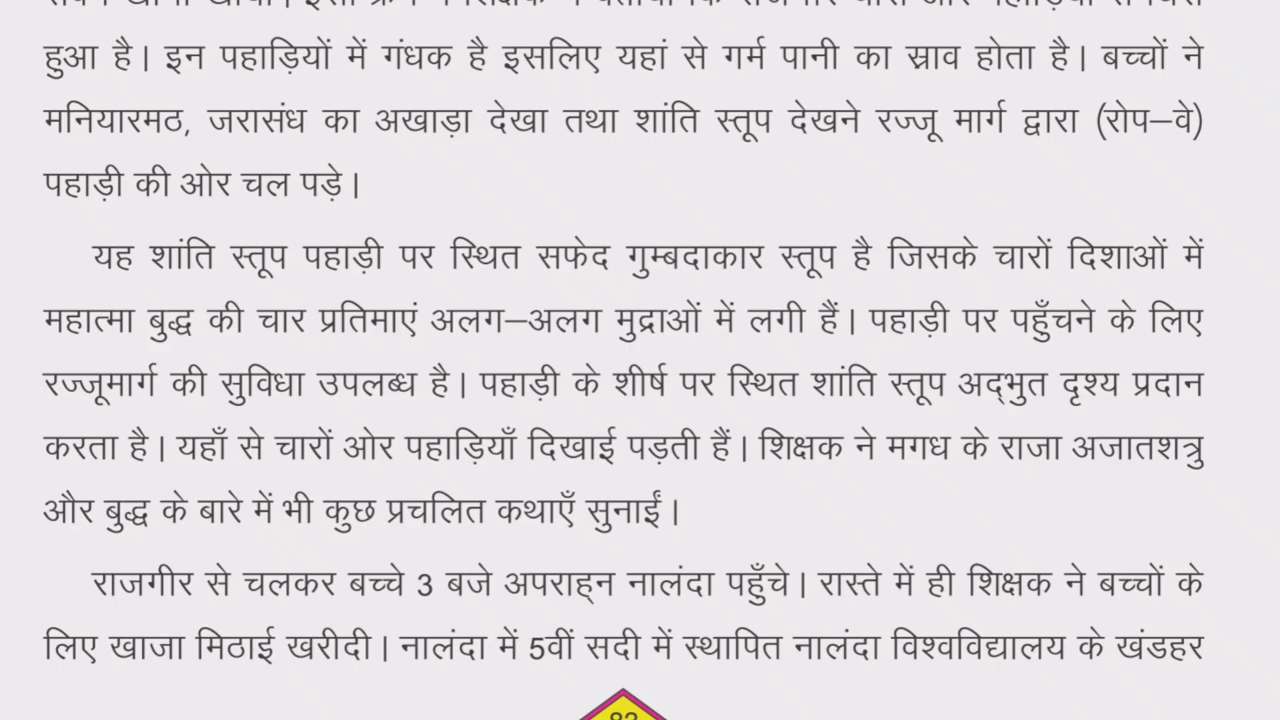 हुआ है। इन पहाड़ियों में गंधक है इसलिए यहां से गर्म पानी का स्राव होता है। बच्चों ने
मनियारमठ, जरासंध का अखाड़ा देखा तथा शांति स्तूप देखने रज्जू मार्ग द्वारा (रोप–वे)
पहाड़ी की ओर चल पड़े।
यह शांति स्तूप पहाड़ी पर स्थित सफेद गुम्बदाकार स्तूप है जिसके चारों दिशाओं में
महात्मा बुद्ध की चार प्रतिमाएं अलग–अलग मुद्राओं में लगी हैं। पहाड़ी पर पहुँचने के लिए
रज्जूमार्ग की सुविधा उपलब्ध है। पहाड़ी के शीर्ष पर स्थित शांति स्तूप अद्‌भुत दृश्य प्रदान
करता है। यहाँ से चारों ओर पहाड़ियाँ दिखाई पड़ती हैं। शिक्षक ने मगध के राजा अजातशत्रु
और बुद्ध के बारे में भी कुछ प्रचलित कथाएँ सुनाईं।
राजगीर से चलकर बच्चे 3 बजे अपराह्‌न नालंदा पहुँचे। रास्ते में ही शिक्षक ने बच्चों के
लिए खाजा मिठाई खरीदी। नालंदा में 5वीं सदी में स्थापित नालंदा विश्वविद्यालय के खंडहर